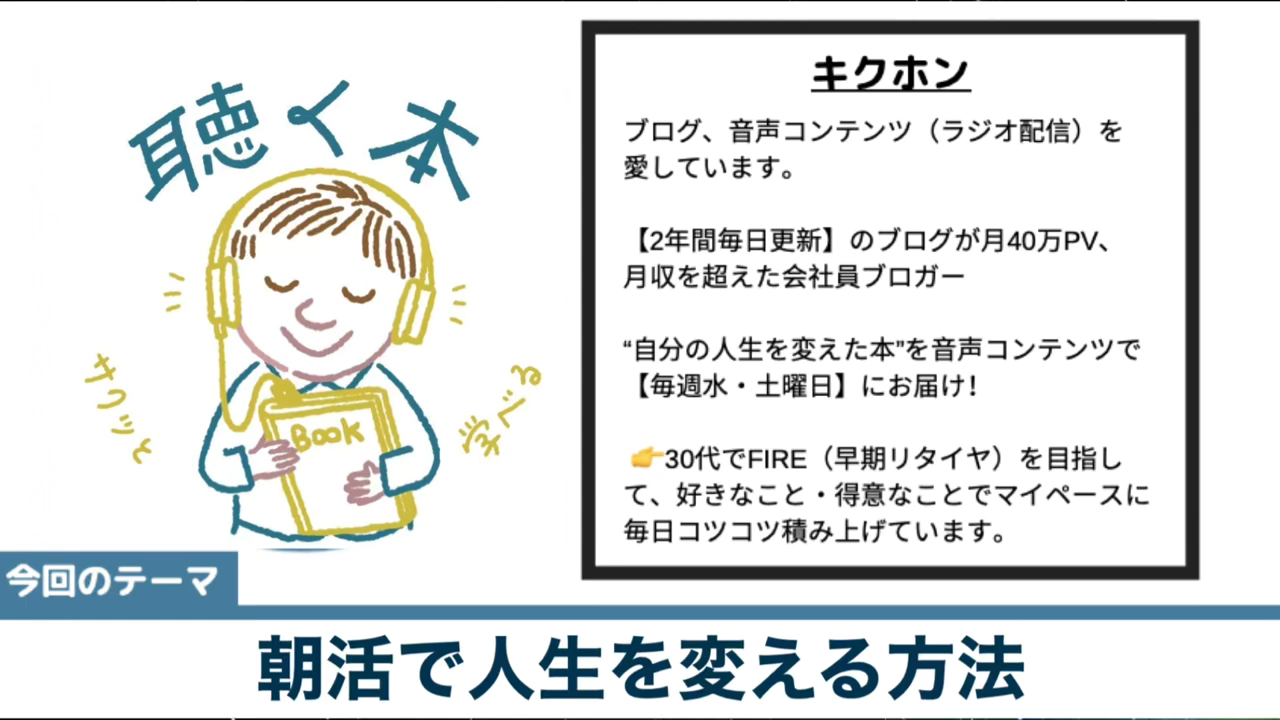 聴く本
サクッと
学べる
Book
キクホン
ブログ、音声コンテンツ（ラジオ配信）を
愛しています。
【2年間毎日更新】のブログが月40万PV、
月収を超えた会社員ブロガー
“自分の人生を変えた本”を音声コンテンツで
【毎週水・土曜日】にお届け！
👉30代でFIRE（早期リタイヤ）を目指し
て、好きなこと・得意なことでマイペースに
毎日コツコツ積み上げています。
今回のテーマ
朝活で人生を変える方法